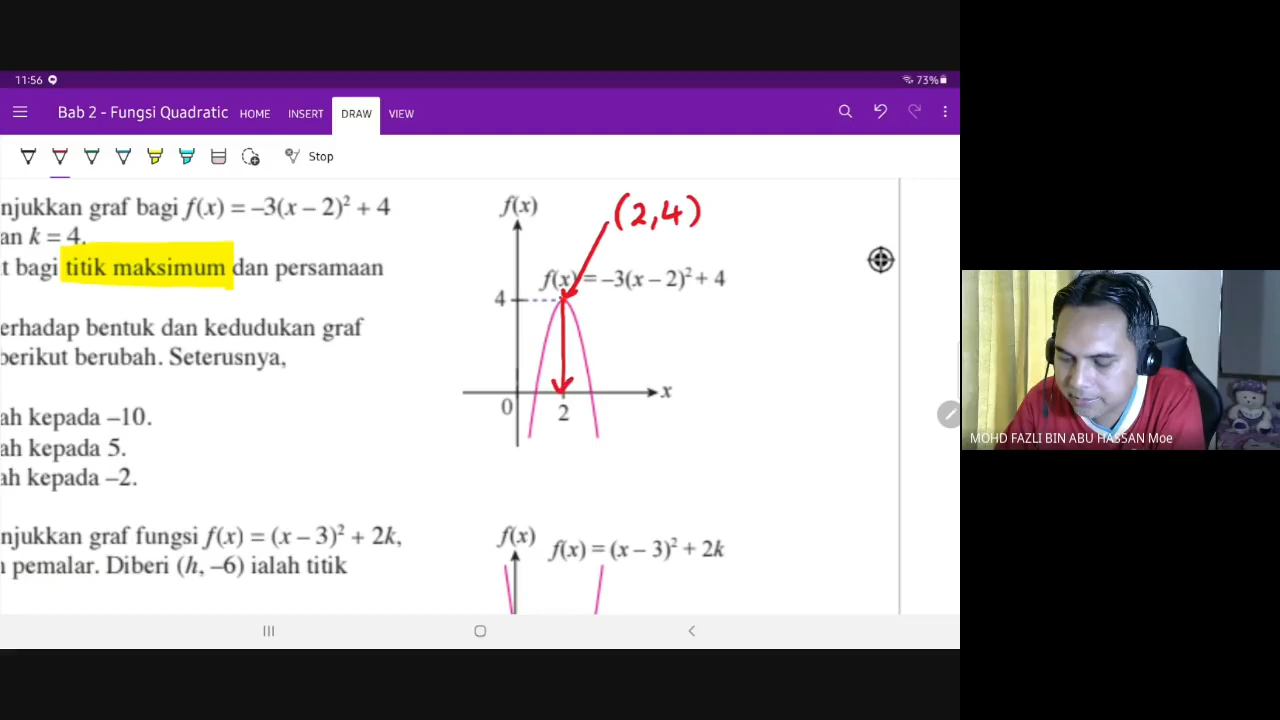 11:56
73%
Bab 2 - Fungsi Quadratic
HOME
INSERT
DRAW
VIEW
Stop
njukkan graf bagi f(x) = –3(x – 2)² + 4
an k = 4.
t bagi titik maksimum dan persamaan
erhadap bentuk dan kedudukan graf
berikut berubah. Seterusnya,
ah kepada –10.
ah kepada 5.
ah kepada –2.
f(x)
(2,4)
f(x) = –3(x – 2)² + 4
4
x
0
2
njukkan graf fungsi f(x) = (x – 3)² + 2k,
pemalar. Diberi (h, –6) ialah titik
f(x)
f(x) = (x – 3)² + 2k
MOHD FAZLI BIN ABU HASSAN Moe